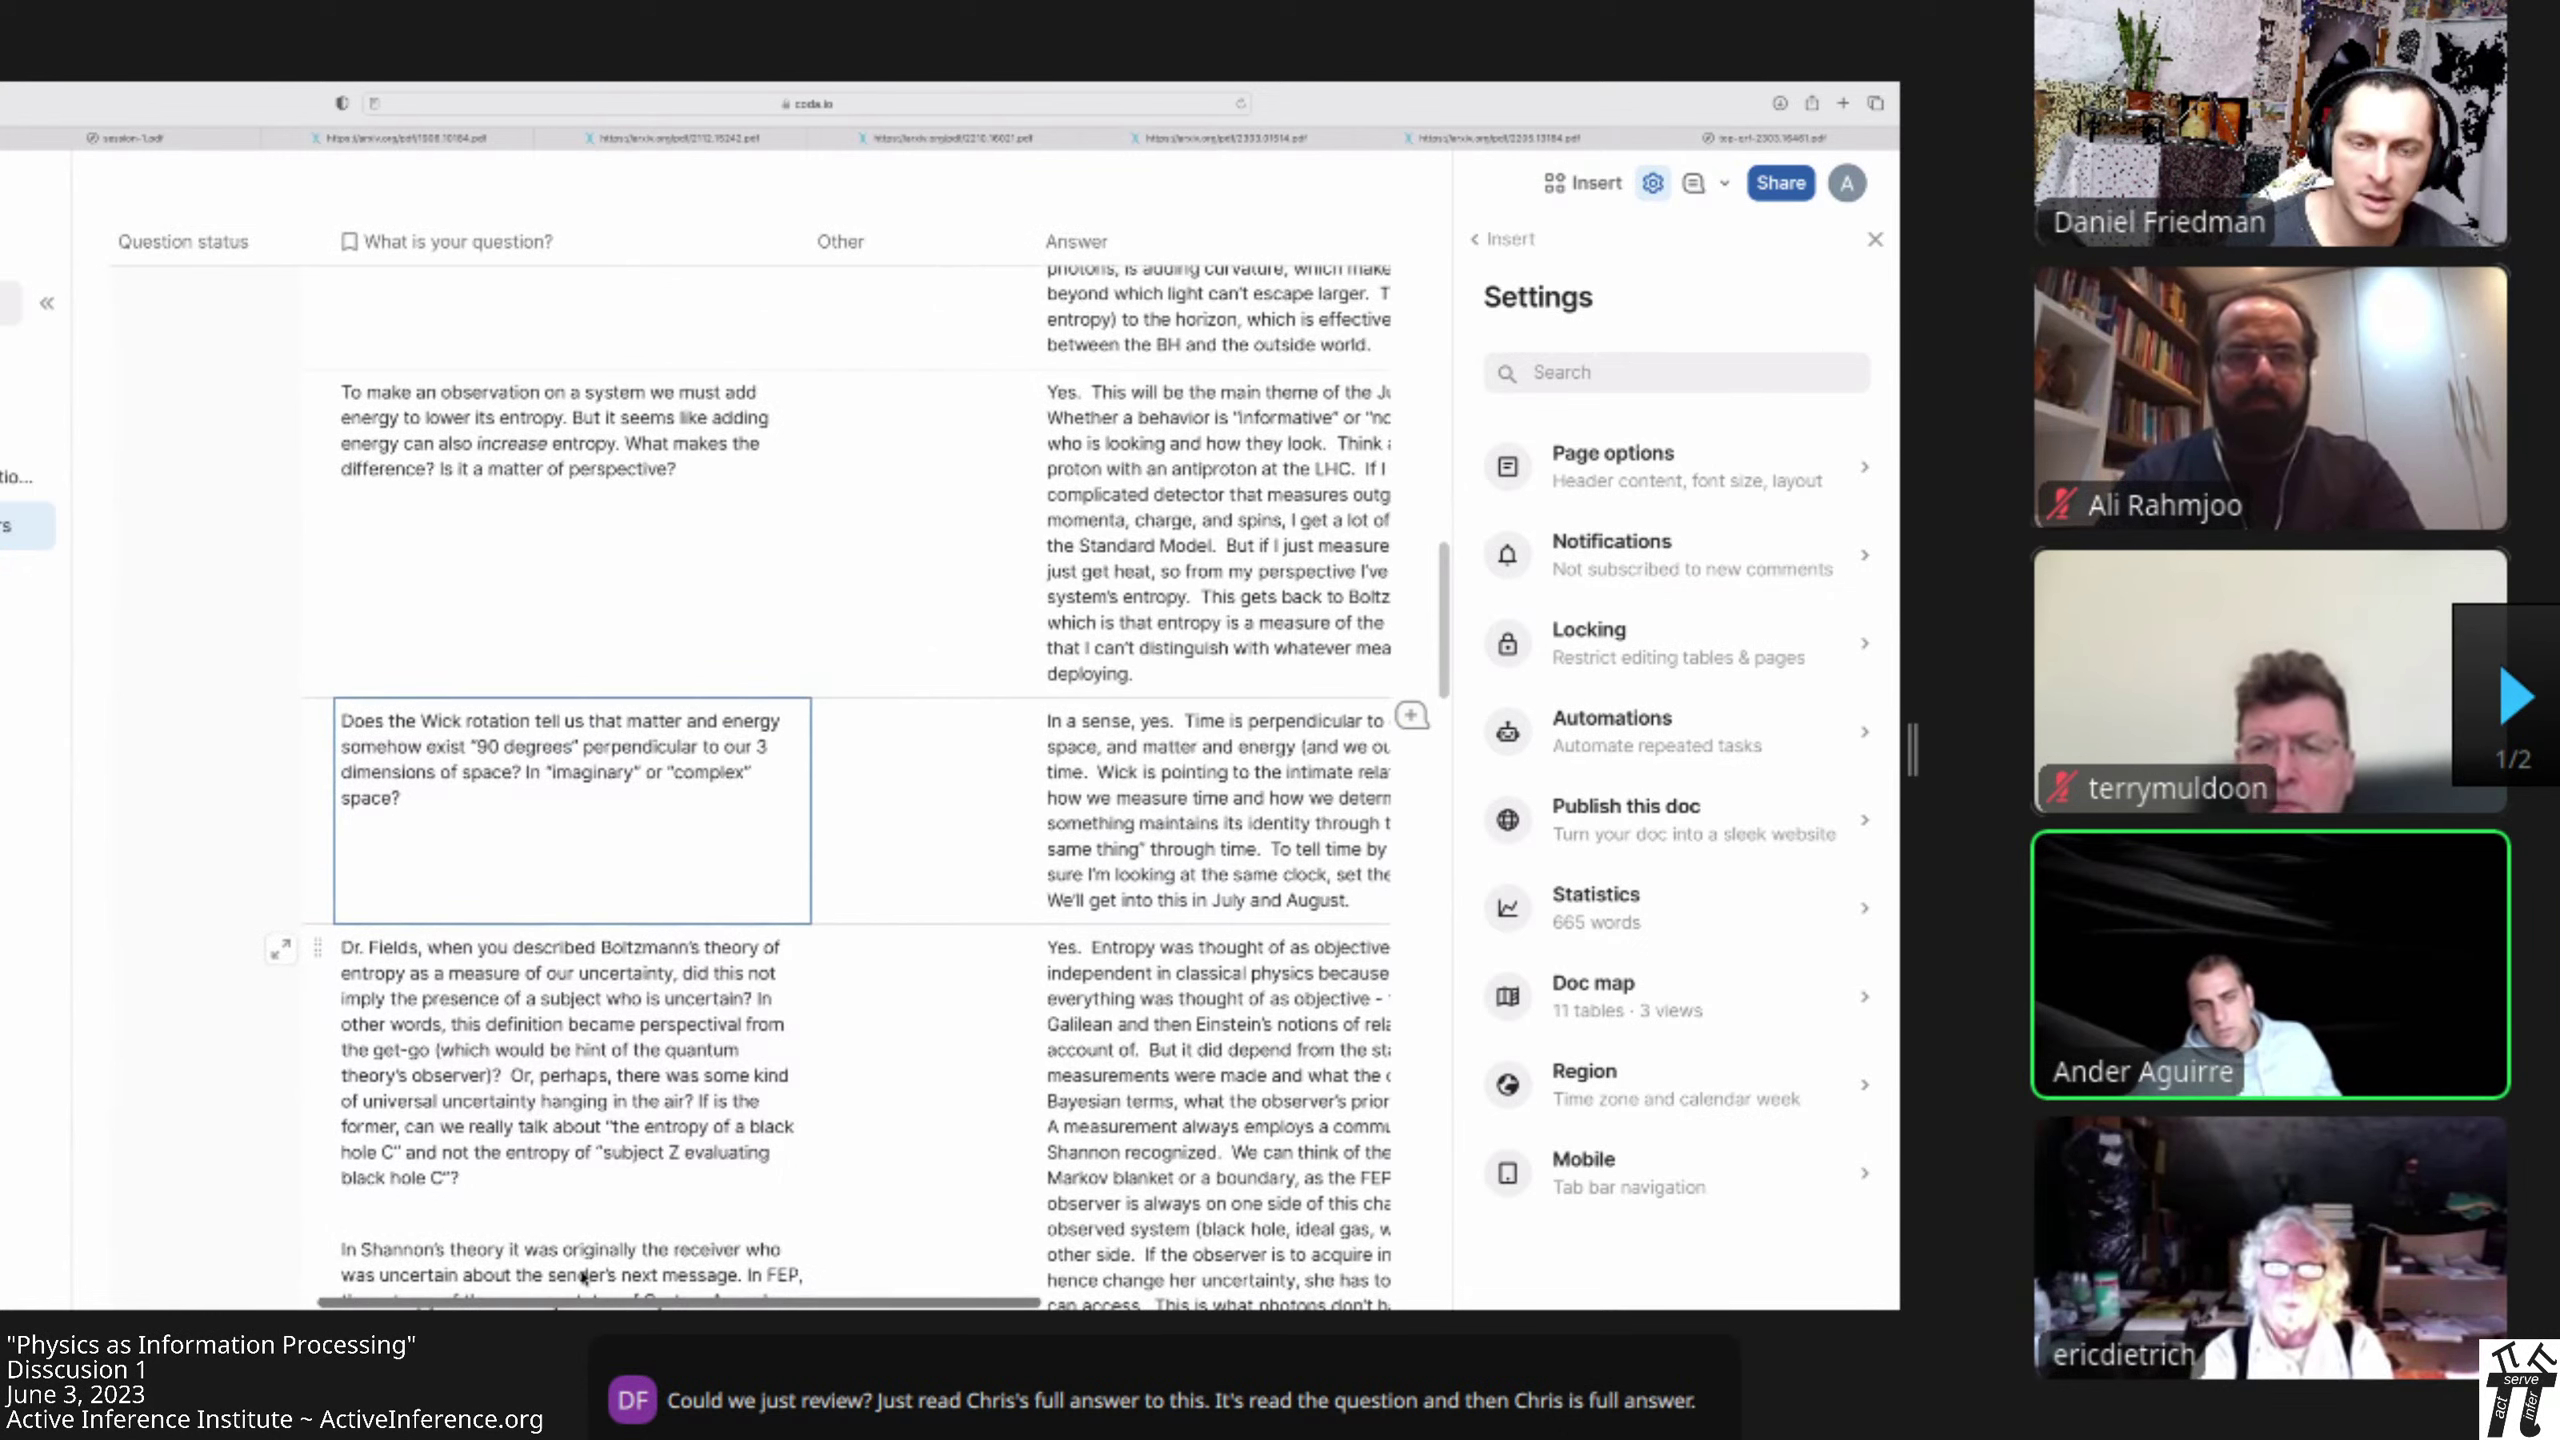 coda.io
session-1.pdf
https://arxiv.org/pdf/1908.10184.pdf
https://arxiv.org/pdf/2112.15242.pdf
https://arxiv.org/pdf/2210.16021.pdf
https://arxiv.org/pdf/2303.01514.pdf
https://arxiv.org/pdf/2205.13184.pdf
Insert
Share
A
Question status
What is your question?
Other
Answer
photons, is adding curvature, which make
beyond which light can't escape larger. T
entropy) to the horizon, which is effective
between the BH and the outside world.
To make an observation on a system we must add
energy to lower its entropy. But it seems like adding
energy can also increase entropy. What makes the
difference? Is it a matter of perspective?
Yes. This will be the main theme of the Ju
Whether a behavior is "informative" or "no
who is looking and how they look. Think a
proton with an antiproton at the LHC. If I
complicated detector that measures outg
momenta, charge, and spins, I get a lot of
the Standard Model. But if I just measure
just get heat, so from my perspective I've
system's entropy. This gets back to Boltz
which is that entropy is a measure of the
that I can't distinguish with whatever mea
deploying.
Does the Wick rotation tell us that matter and energy
somehow exist "90 degrees" perpendicular to our 3
dimensions of space? In "imaginary" or "complex"
space?
In a sense, yes. Time is perpendicular to
space, and matter and energy (and we ou
time. Wick is pointing to the intimate rela
how we measure time and how we determ
something maintains its identity through t
same thing" through time. To tell time by
sure I'm looking at the same clock, set the
We'll get into this in July and August.
Dr. Fields, when you described Boltzmann's theory of
entropy as a measure of our uncertainty, did this not
imply the presence of a subject who is uncertain? In
other words, this definition became perspectival from
the get-go (which would be hint of the quantum
theory's observer)? Or, perhaps, there was some kind
of universal uncertainty hanging in the air? If is the
former, can we really talk about "the entropy of a black
hole C" and not the entropy of "subject Z evaluating
black hole C"?
In Shannon's theory it was originally the receiver who
was uncertain about the sender's next message. In FEP,
Yes. Entropy was thought of as objective
independent in classical physics because
everything was thought of as objective -
Galilean and then Einstein's notions of rela
account of. But it did depend from the sta
measurements were made and what the o
Bayesian terms, what the observer's prior
A measurement always employs a commu
Shannon recognized. We can think of the
Markov blanket or a boundary, as the FEP
observer is always on one side of this cha
observed system (black hole, ideal gas, w
other side. If the observer is to acquire in
hence change her uncertainty, she has to
can access. This is what photons don't h
tio...
rs
Insert
Settings
Search
Page options
Header content, font size, layout
Notifications
Not subscribed to new comments
Locking
Restrict editing tables & pages
Automations
Automate repeated tasks
Publish this doc
Turn your doc into a sleek website
Statistics
665 words
Doc map
11 tables · 3 views
Region
Time zone and calendar week
Mobile
Tab bar navigation
Daniel Friedman
Ali Rahmjoo
terrymuldoon
1/2
Ander Aguirre
ericdietrich
"Physics as Information Processing"
Disscusion 1
June 3, 2023
Active Inference Institute ~ ActiveInference.org
DF
Could we just review? Just read Chris's full answer to this. It's read the question and then Chris is full answer.
serve
act
infer